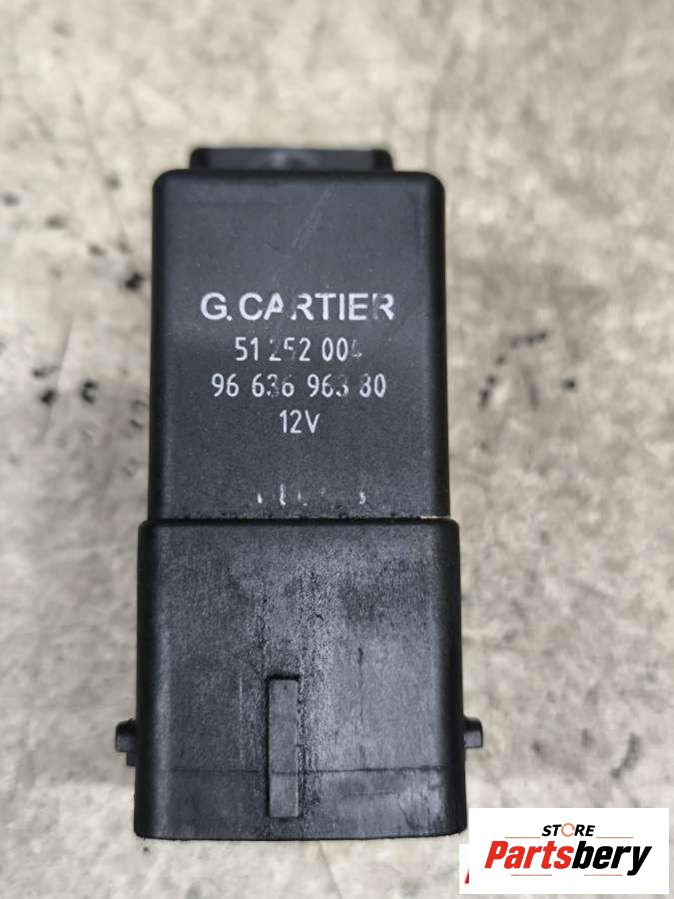 G.CARTIER
51 252 004
96 636 963 80
12V
STORE
Partsbery